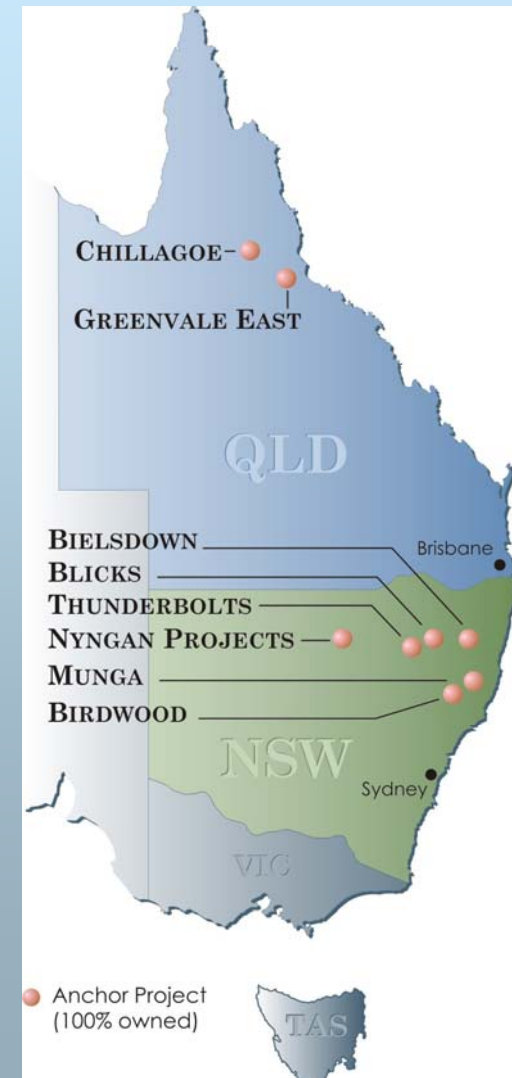 CHILLAGOE
GREENVALE EAST
QLD
BIELSDOWN
Brisbane
BLICKS
THUNDERBOLTS
NYNGAN PROJECTS
MUNGA
BIRDWOOD
NSW
Sydney
VIC
Anchor Project
(100% owned)
TAS